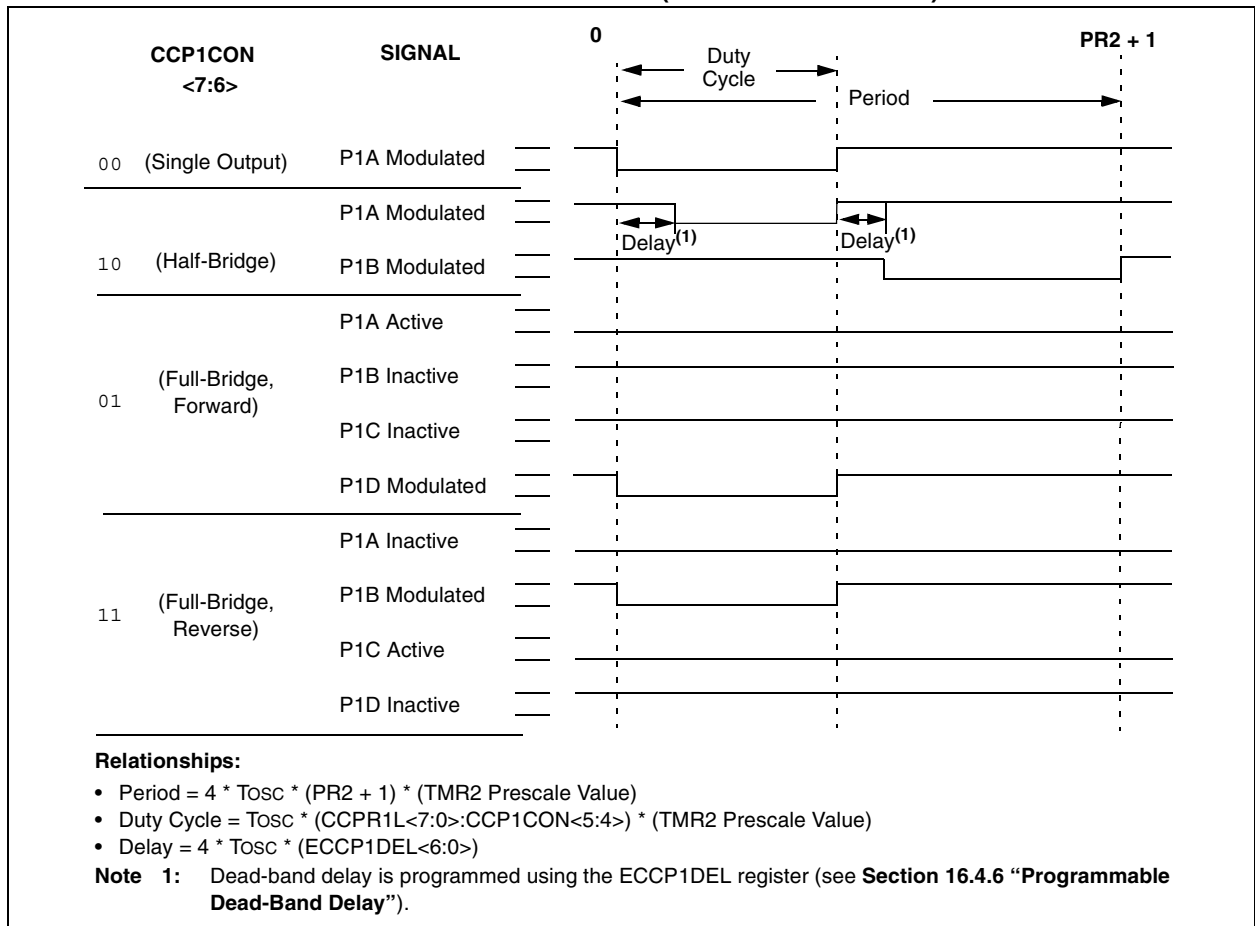 CCP1CON
<7:6>
SIGNAL
0
PR2 + 1
Duty
Cycle
Period
00 (Single Output) P1A Modulated
P1A Modulated
Delay(1)
Delay(1)
10 (Half-Bridge) P1B Modulated
P1A Active
01 (Full-Bridge,
Forward)
P1B Inactive
P1C Inactive
P1D Modulated
P1A Inactive
11 (Full-Bridge,
Reverse)
P1B Modulated
P1C Active
P1D Inactive
Relationships:
• Period = 4 * TOSC * (PR2 + 1) * (TMR2 Prescale Value)
• Duty Cycle = TOSC * (CCPR1L<7:0>:CCP1CON<5:4>) * (TMR2 Prescale Value)
• Delay = 4 * TOSC * (ECCP1DEL<6:0>)
Note 1: Dead-band delay is programmed using the ECCP1DEL register (see Section 16.4.6 “Programmable
Dead-Band Delay”).